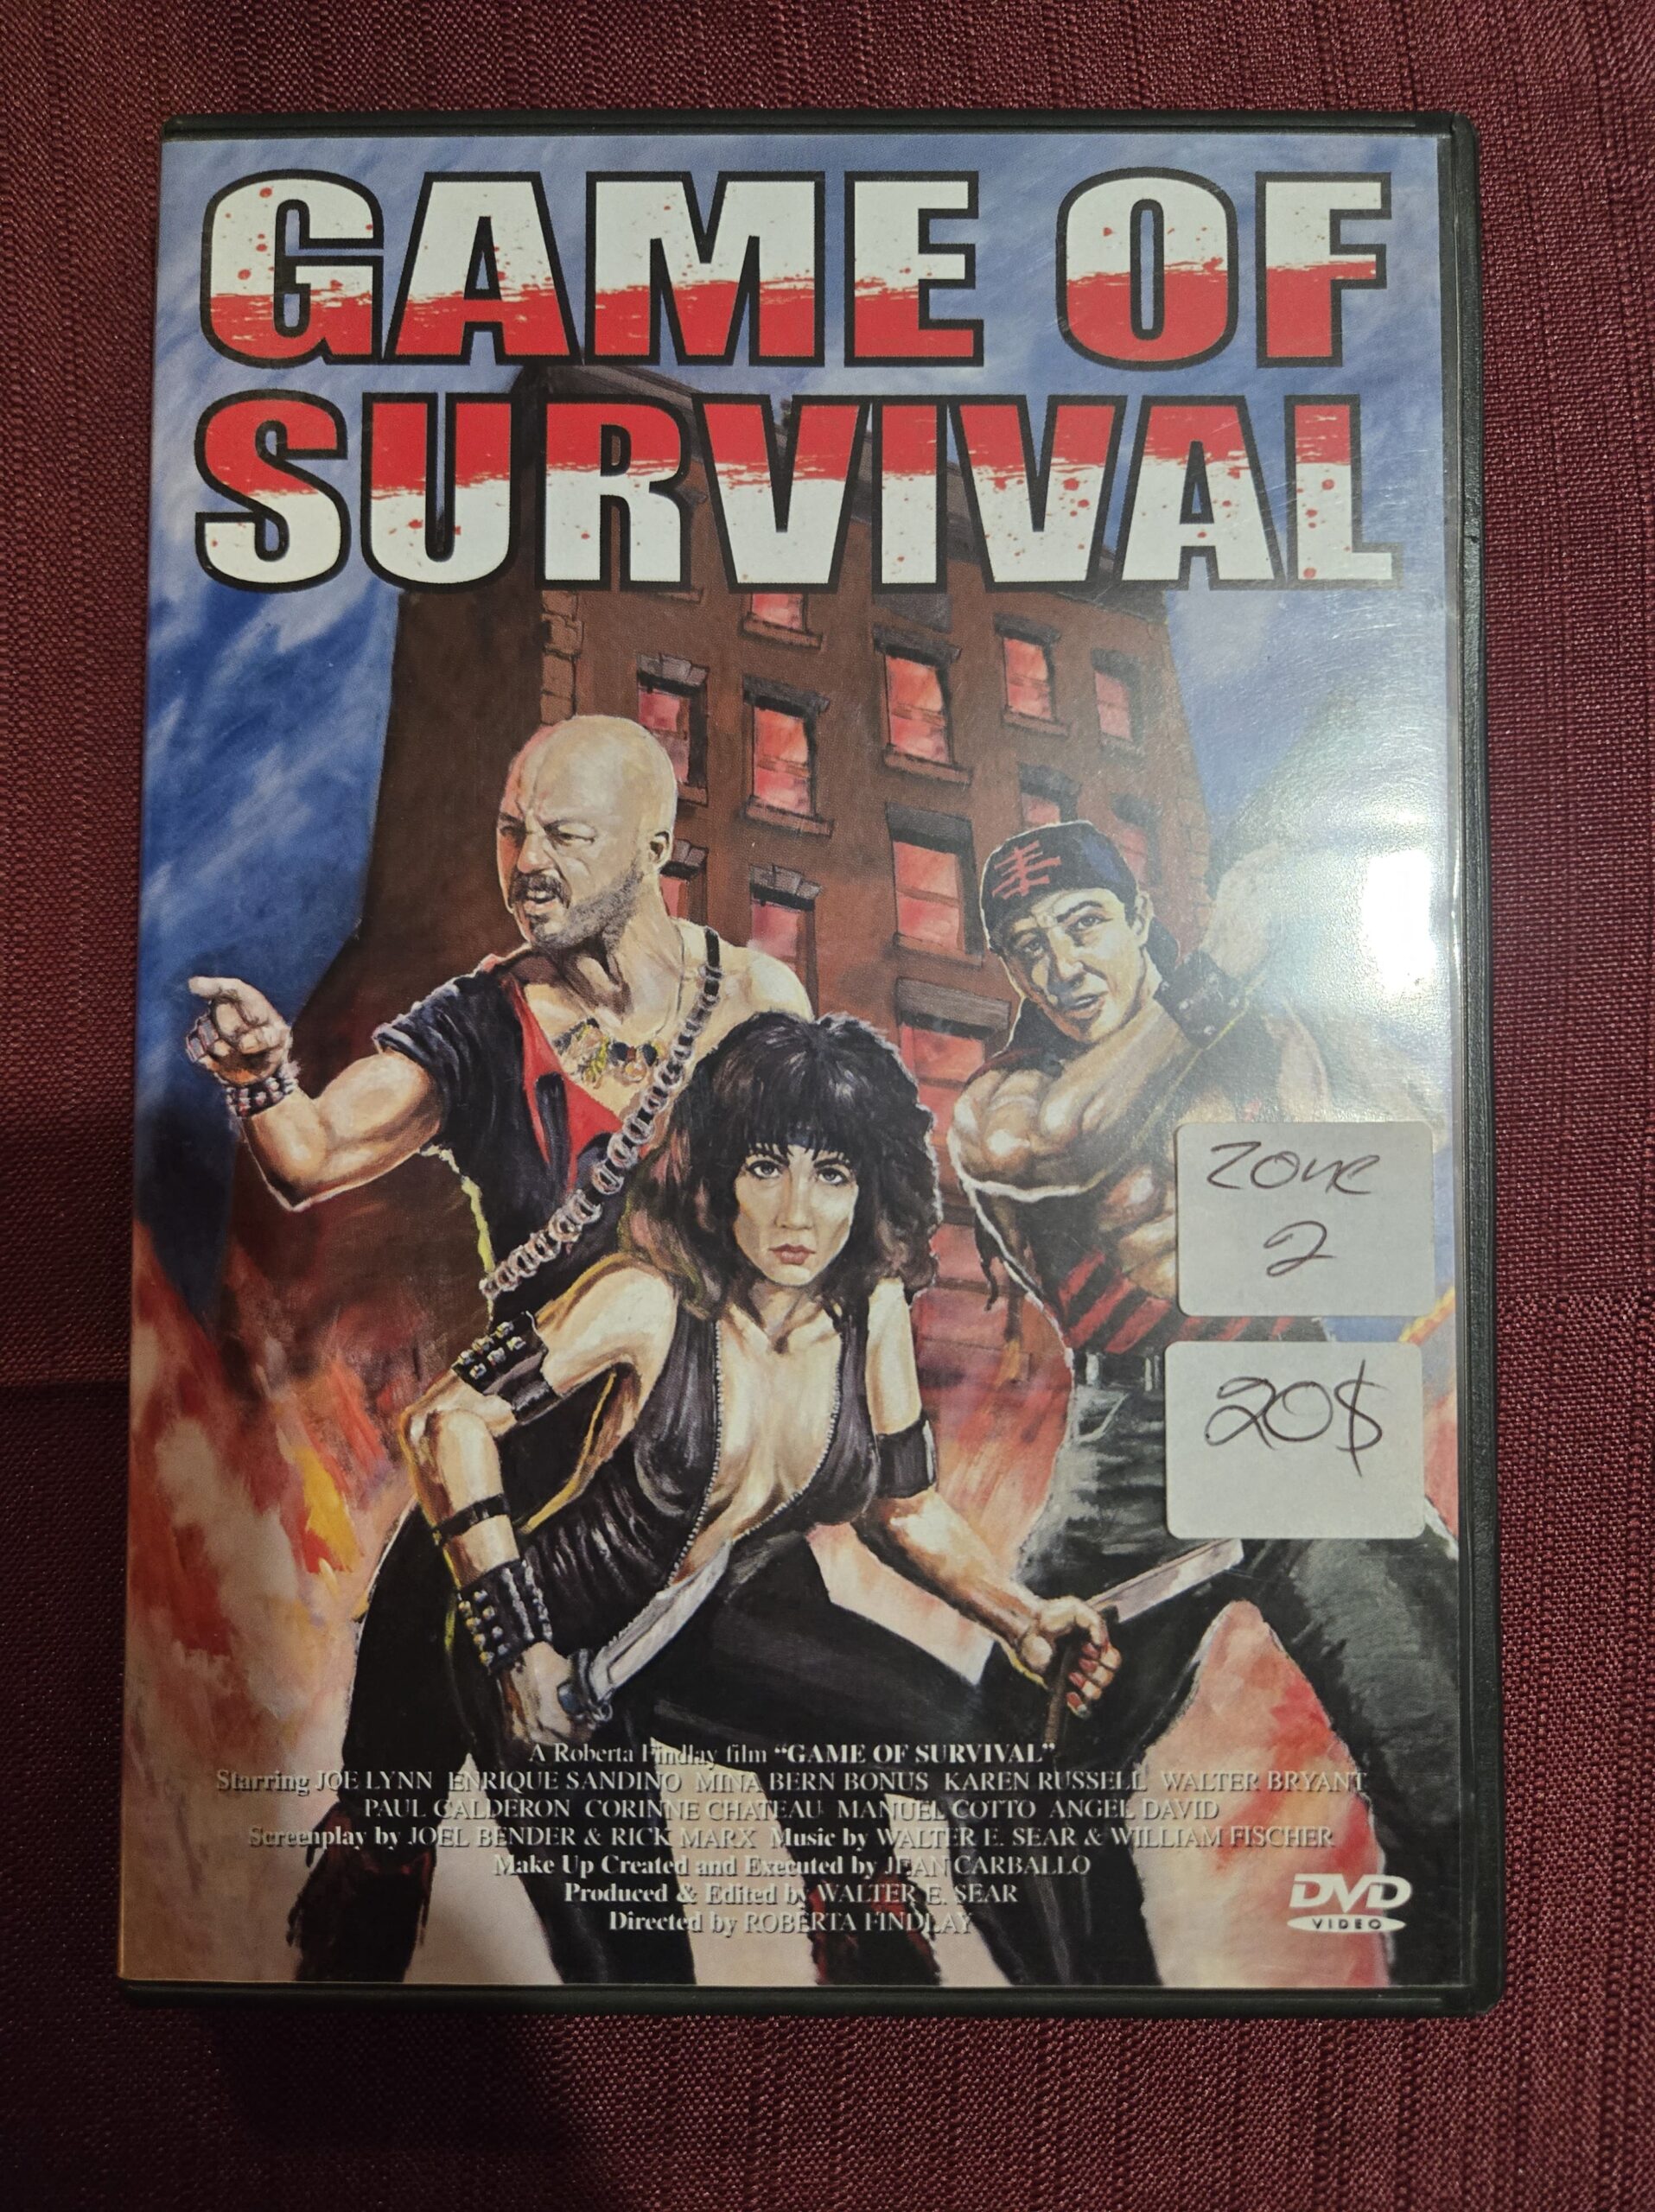 GAME OF
SURVIVAL
ZONE
2
20$
A Roberta Findlay film “GAME OF SURVIVAL”
Starring JOE LYNN ENRIQUE SANDINO MINA BERN BONUS KAREN RUSSELL WALTER BRYANT
PAUL CALDERON CORINNE CHATEAU MANUEL COTTO ANGEL DAVID
Screenplay by JOEL BENDER & RICK MARX Music by WALTER E. SEAR & WILLIAM FISCHER
Make Up Created and Executed by JEAN CARBALLO
Produced & Edited by WALTER E. SEAR
Directed by ROBERTA FINDLAY
DVD
VIDEO